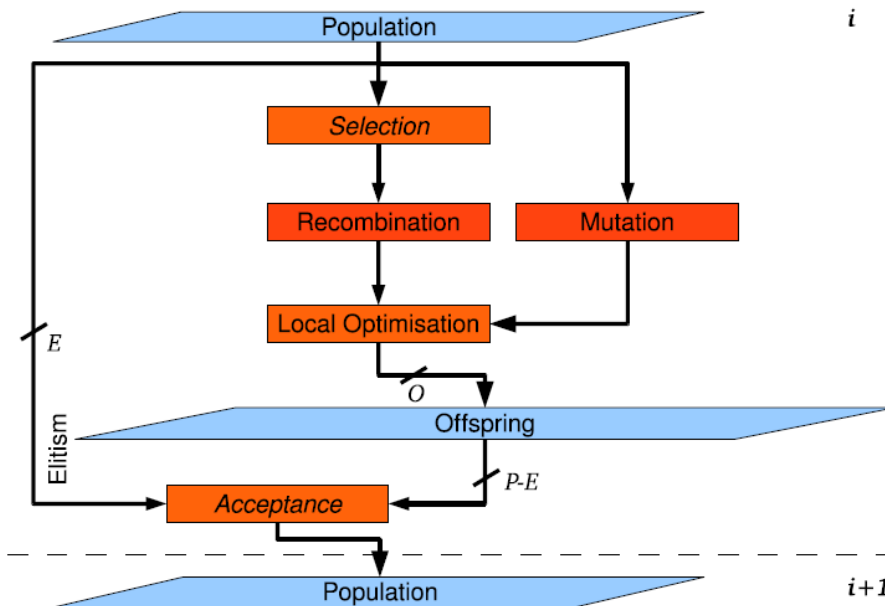 Population
i
Selection
Recombination
Mutation
Local Optimisation
E
O
Offspring
Elitism
P-E
Acceptance
Population
i+1